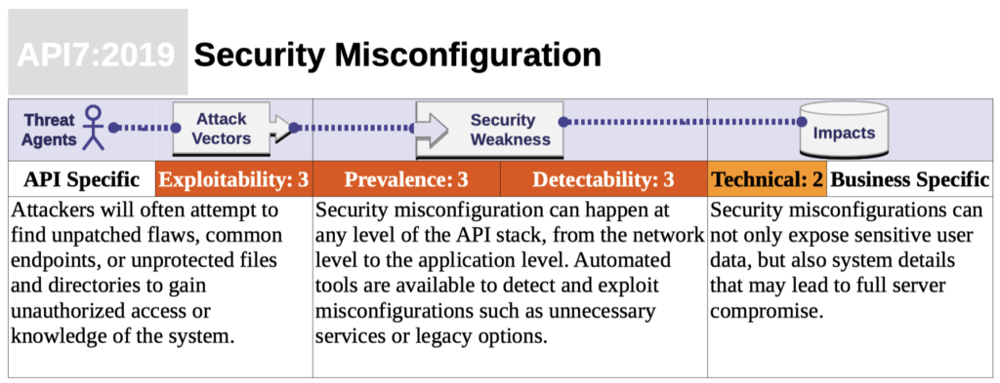 API7:2019 Security Misconfiguration
Threat
Agents
Attack
Vectors
Security
Weakness
Impacts
API Specific
Exploitability: 3
Prevalence: 3
Detectability: 3
Technical: 2
Business Specific
Attackers will often attempt to
find unpatched flaws, common
endpoints, or unprotected files
and directories to gain
unauthorized access or
knowledge of the system.
Security misconfiguration can happen at
any level of the API stack, from the network
level to the application level. Automated
tools are available to detect and exploit
misconfigurations such as unnecessary
services or legacy options.
Security misconfigurations can
not only expose sensitive user
data, but also system details
that may lead to full server
compromise.